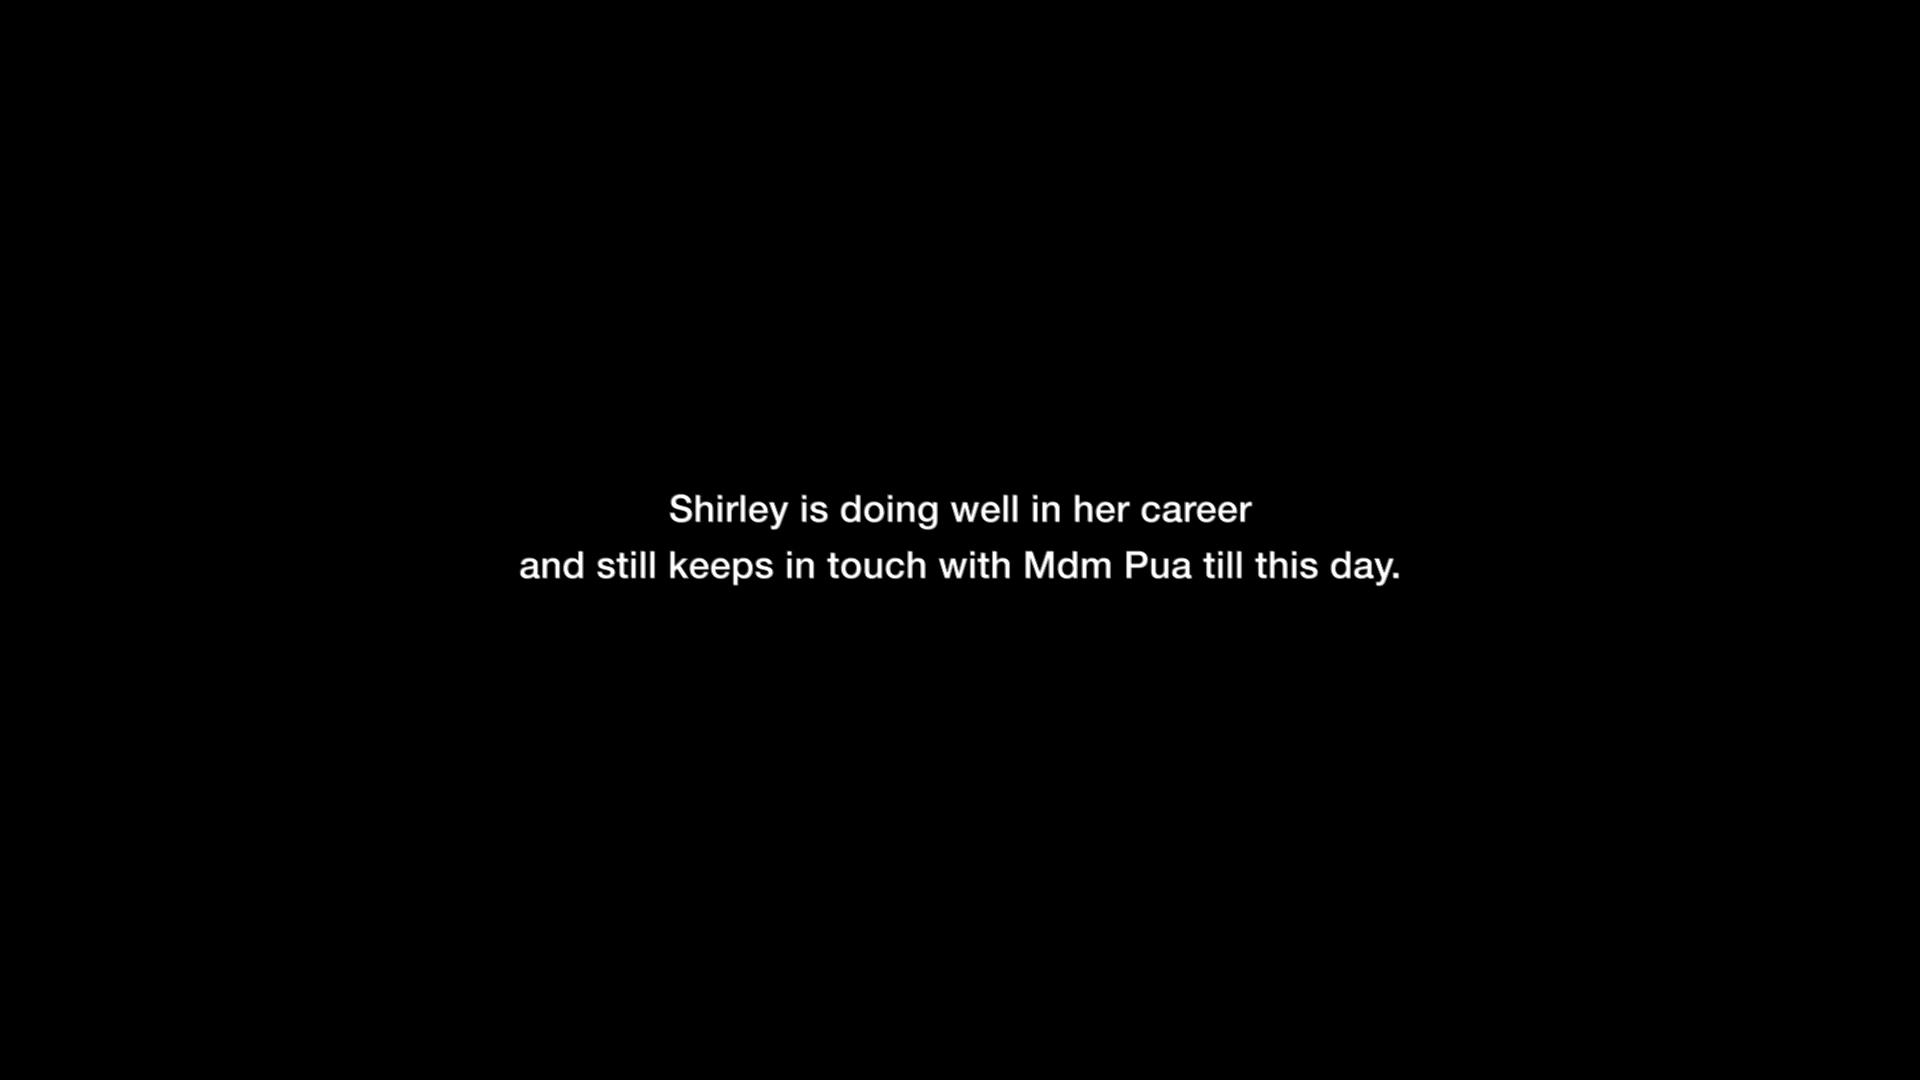 Shirley is doing well in her career
and still keeps in touch with Mdm Pua till this day.